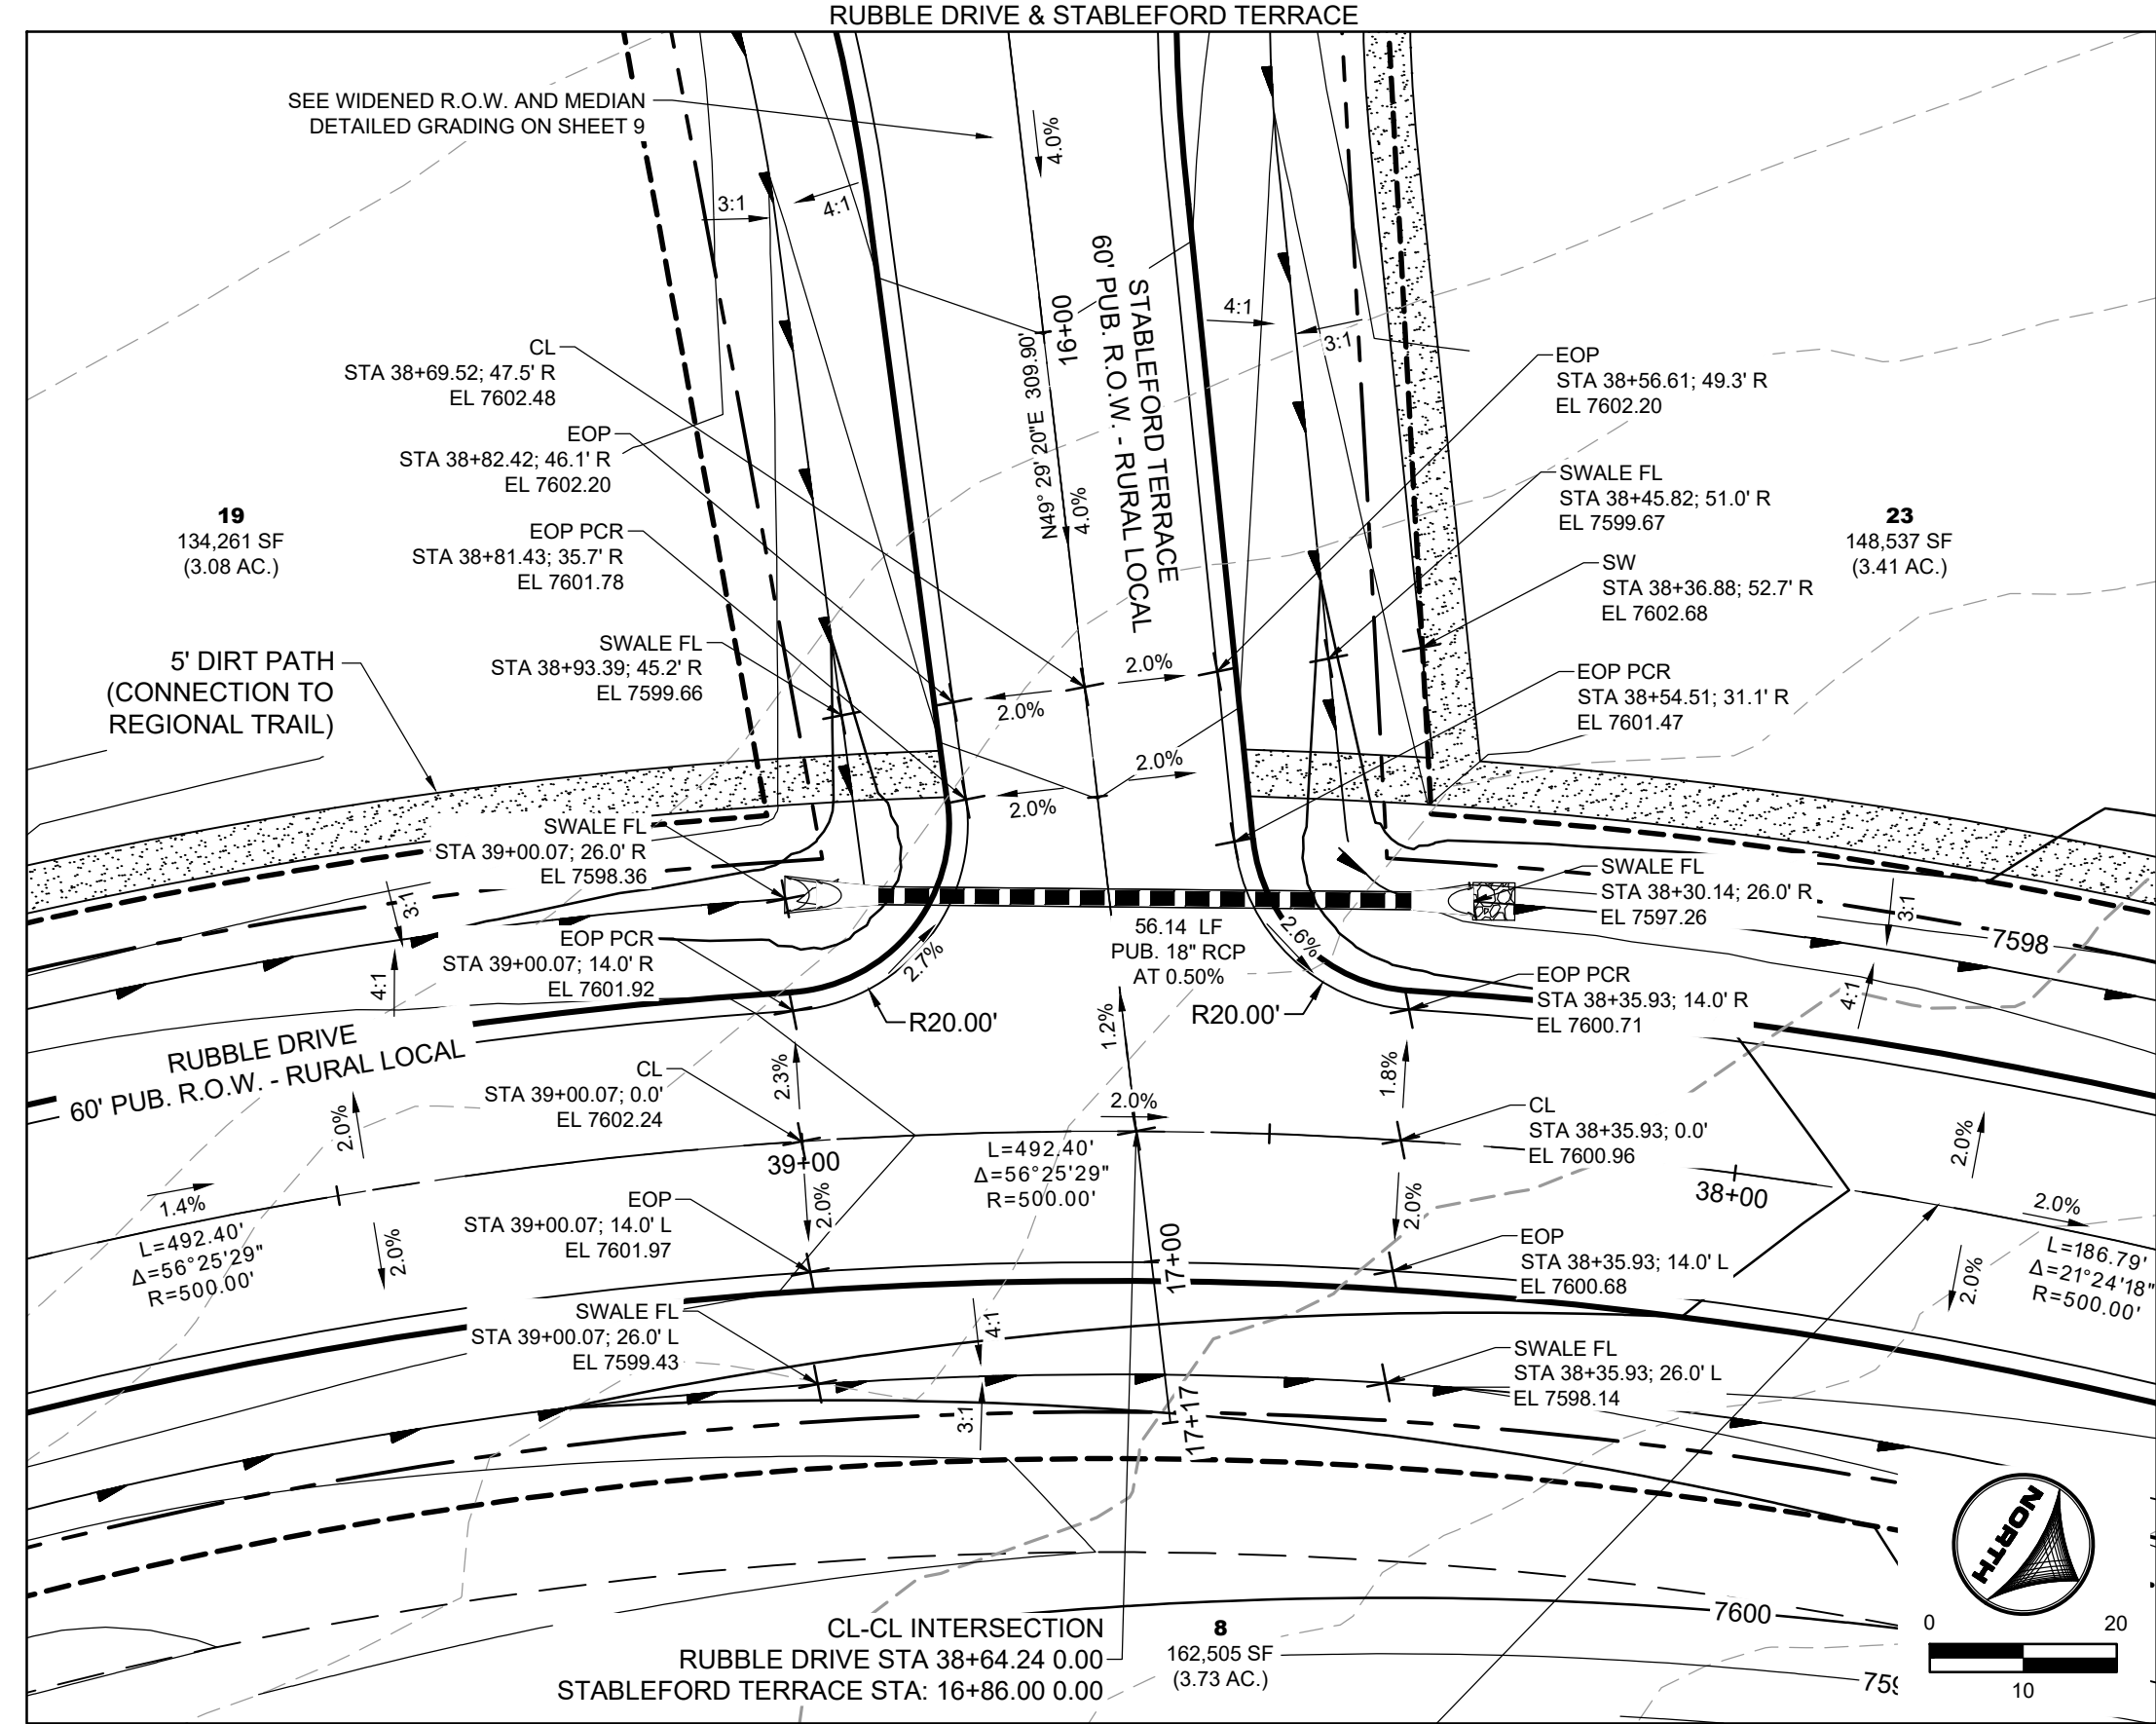 RUBBLE DRIVE & STABLEFORD TERRACE
SEE WIDENED R.O.W. AND MEDIAN
DETAILED GRADING ON SHEET 9
4.0%
3:1
4:1
16+00
N49° 29' 20"E 309.90'
4.0%
STABLEFORD TERRACE
60' PUB. R.O.W. - RURAL LOCAL
4:1
3:1
CL
STA 38+69.52; 47.5' R
EL 7602.48
EOP
STA 38+82.42; 46.1' R
EL 7602.20
EOP PCR
STA 38+81.43; 35.7' R
EL 7601.78
SWALE FL
STA 38+93.39; 45.2' R
EL 7599.66
19
134,261 SF
(3.08 AC.)
5' DIRT PATH
(CONNECTION TO
REGIONAL TRAIL)
EOP
STA 38+56.61; 49.3' R
EL 7602.20
SWALE FL
STA 38+45.82; 51.0' R
EL 7599.67
SW
STA 38+36.88; 52.7' R
EL 7602.68
EOP PCR
STA 38+54.51; 31.1' R
EL 7601.47
23
148,537 SF
(3.41 AC.)
2.0%
2.0%
2.0%
2.0%
SWALE FL
STA 39+00.07; 26.0' R
EL 7598.36
3:1
4:1
EOP PCR
STA 39+00.07; 14.0' R
EL 7601.92
2.7%
R20.00'
56.14 LF
PUB. 18" RCP
AT 0.50%
2.6%
R20.00'
SWALE FL
STA 38+30.14; 26.0' R
EL 7597.26
3:1
7598
4:1
EOP PCR
STA 38+35.93; 14.0' R
EL 7600.71
RUBBLE DRIVE
60' PUB. R.O.W. - RURAL LOCAL
CL
STA 39+00.07; 0.0'
EL 7602.24
2.3%
1.2%
2.0%
1.8%
CL
STA 38+35.93; 0.0'
EL 7600.96
2.0%
2.0%
39+00
L=492.40'
Δ=56°25'29"
R=500.00'
38+00
2.0%
1.4%
L=492.40'
Δ=56°25'29"
R=500.00'
2.0%
EOP
STA 39+00.07; 14.0' L
EL 7601.97
2.0%
17+00
2.0%
EOP
STA 38+35.93; 14.0' L
EL 7600.68
2.0%
L=186.79'
Δ=21°24'18"
R=500.00'
SWALE FL
STA 39+00.07; 26.0' L
EL 7599.43
4:1
3:1
17+17
SWALE FL
STA 38+35.93; 26.0' L
EL 7598.14
NORTH
CL-CL INTERSECTION
RUBBLE DRIVE STA 38+64.24 0.00
STABLEFORD TERRACE STA: 16+86.00 0.00
8
162,505 SF
(3.73 AC.)
7600
0 20
10